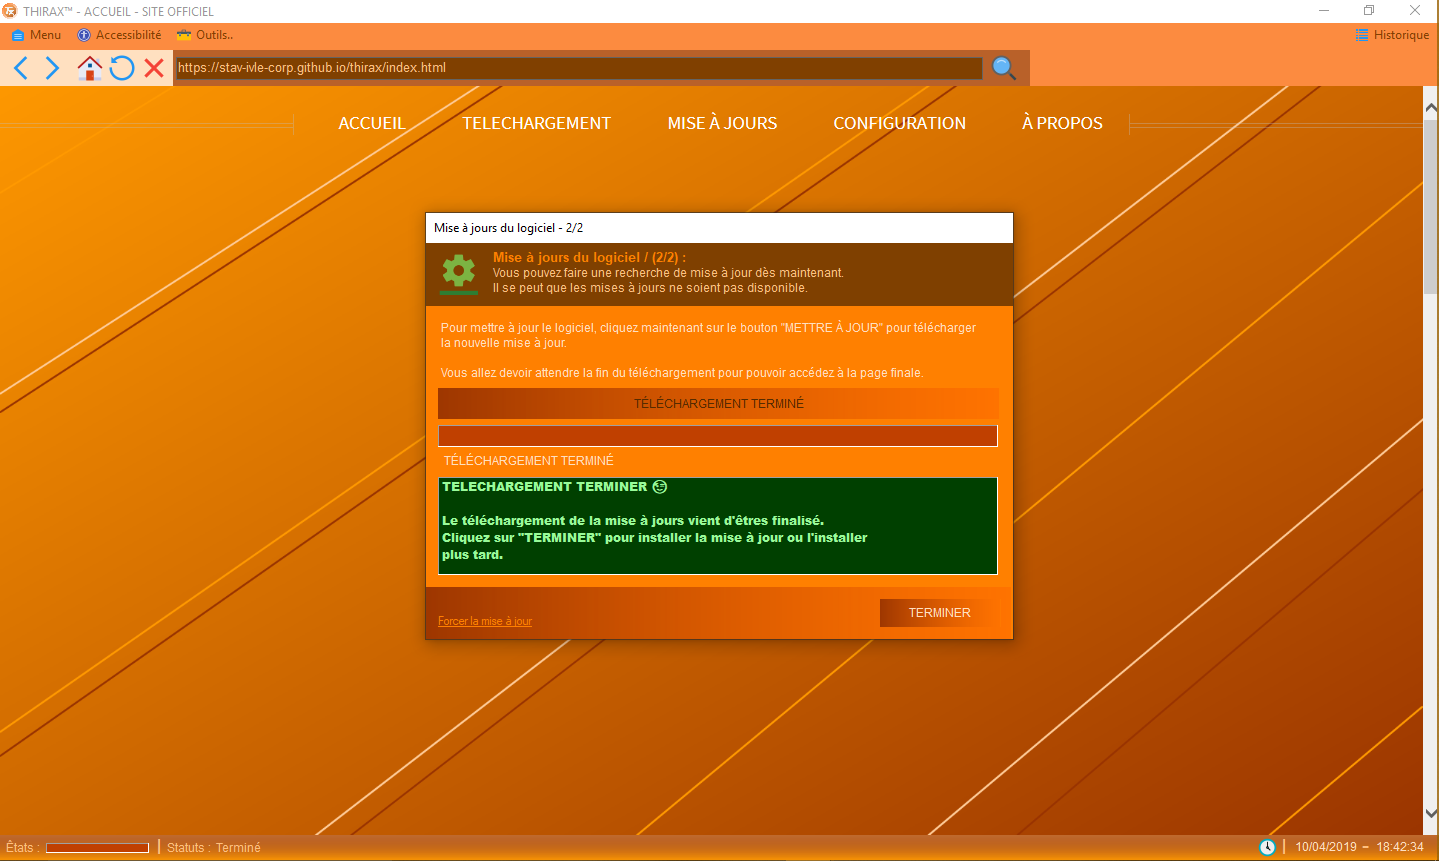 THIRAX™ - ACCUEIL - SITE OFFICIEL
Menu Accessibilité Outils.. Historique
https://stav-ivle-corp.github.io/thirax/index.html
ACCUEIL TELECHARGEMENT MISE À JOURS CONFIGURATION À PROPOS
Mise à jours du logiciel - 2/2
Mise à jours du logiciel / (2/2) :
Vous pouvez faire une recherche de mise à jour dès maintenant.
Il se peut que les mises à jours ne soient pas disponible.
Pour mettre à jour le logiciel, cliquez maintenant sur le bouton "METTRE À JOUR" pour télécharger
la nouvelle mise à jour.
Vous allez devoir attendre la fin du téléchargement pour pouvoir accédez à la page finale.
TÉLÉCHARGEMENT TERMINÉ
TÉLÉCHARGEMENT TERMINÉ
TELECHARGEMENT TERMINER 😉
Le téléchargement de la mise à jours vient d'êtres finalisé.
Cliquez sur "TERMINER" pour installer la mise à jour ou l'installer
plus tard.
Forcer la mise à jour
TERMINER
Êtats : Statuts : Terminé 10/04/2019 – 18:42:34